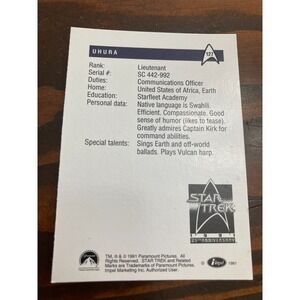 UHURA
127
Rank: Lieutenant
Serial #: SC 442-992
Duties: Communications Officer
Home: United States of Africa, Earth
Education: Starfleet Academy
Personal data: Native language is Swahili.
Efficient. Compassionate. Good
sense of humor (likes to tease).
Greatly admires Captain Kirk for
command abilities.
Special talents: Sings Earth and off-world
ballads. Plays Vulcan harp.
STAR
TREK
1991
25TH ANNIVERSARY
TM, ® & © 1991 Paramount Pictures. All
Rights Reserved. STAR TREK and Related
Marks are Trademarks of Paramount Pictures.
Impel Marketing Inc. Authorized User.
© impel 1991